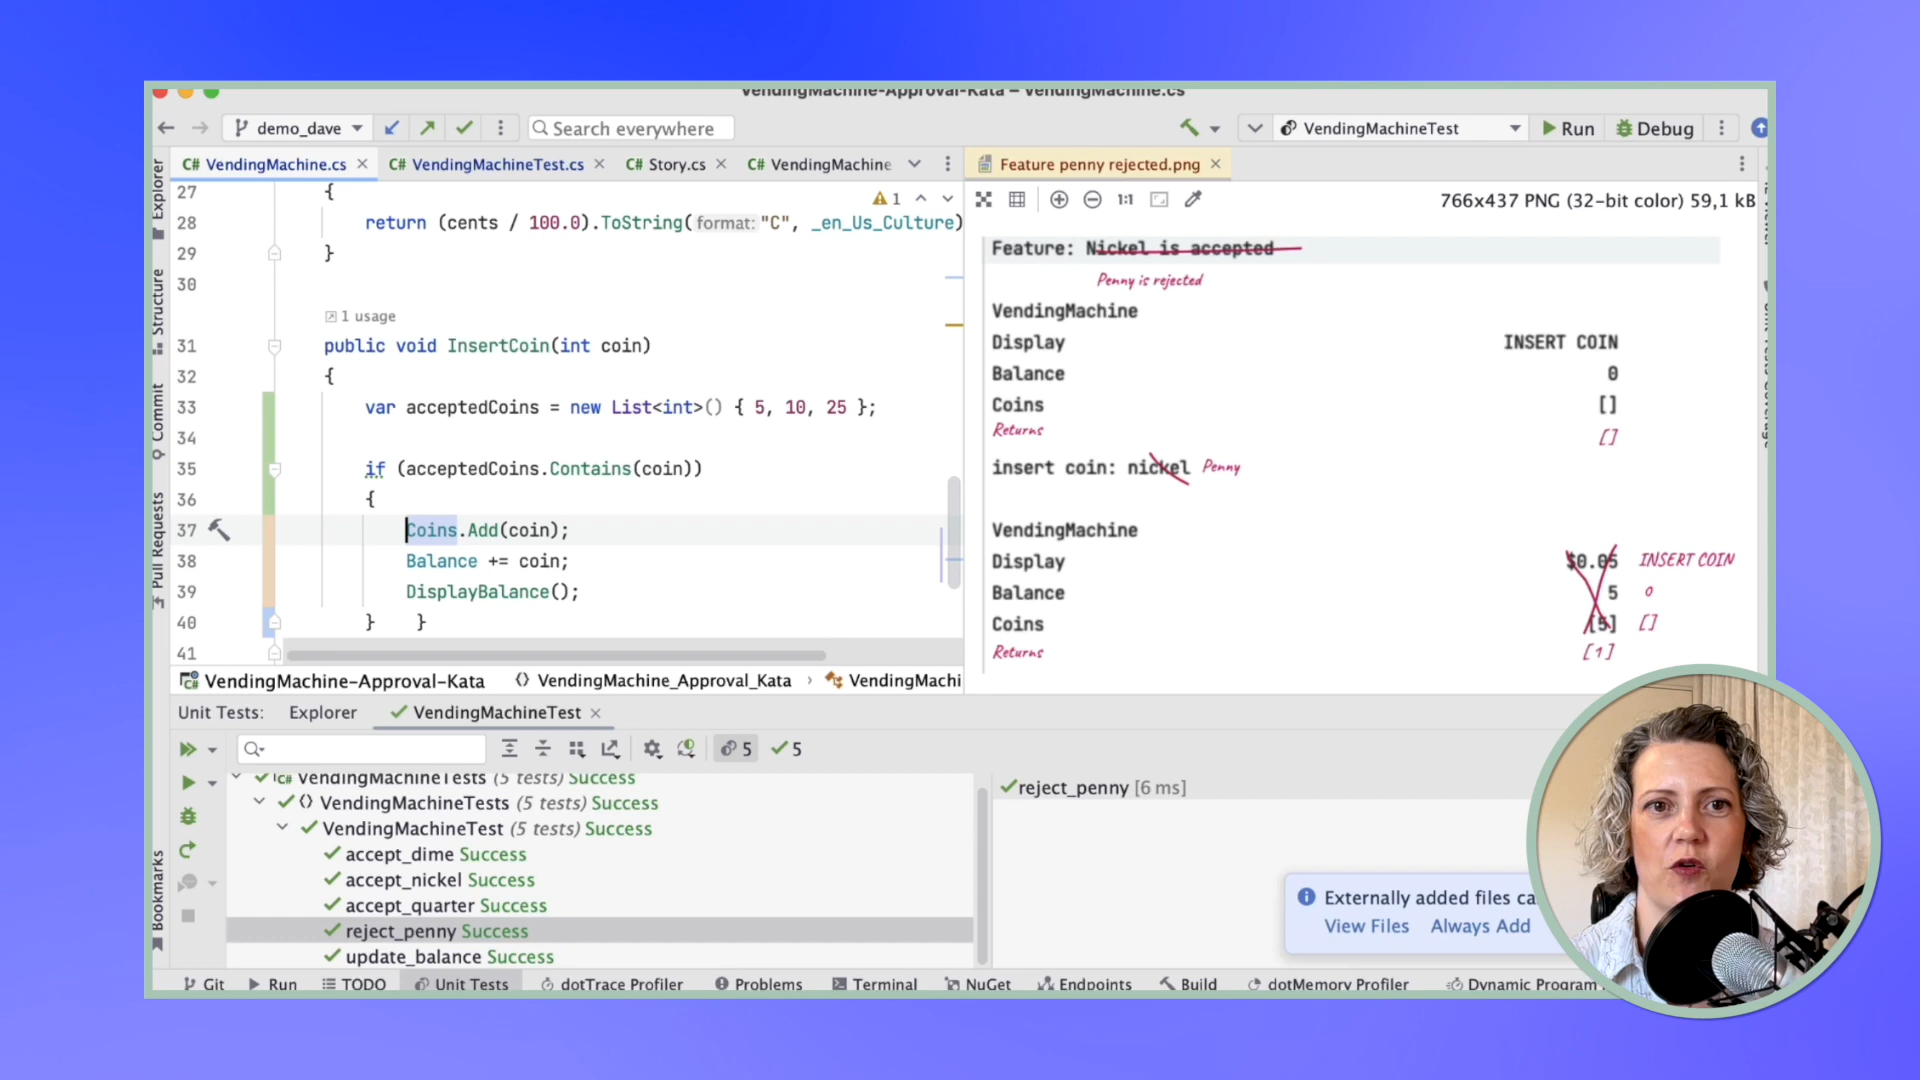 VendingMachine-Approval-Kata – VendingMachine.cs
demo_dave
Search everywhere
VendingMachineTest
Run
Debug
C# VendingMachine.cs
C# VendingMachineTest.cs
C# Story.cs
C# VendingMachine
Feature penny rejected.png
Explorer
Structure
Commit
Pull Requests
Bookmarks
1
27 {
28 return (cents / 100.0).ToString( format: "C", _en_Us_Culture)
29 }
30
1 usage
31 public void InsertCoin(int coin)
32 {
33 var acceptedCoins = new List<int>() { 5, 10, 25 };
34
35 if (acceptedCoins.Contains(coin))
36 {
37 Coins.Add(coin);
38 Balance += coin;
39 DisplayBalance();
40 } }
41
VendingMachine-Approval-Kata
VendingMachine_Approval_Kata › VendingMachi
1:1
766x437 PNG (32-bit color) 59,1 kB
Feature: Nickel is accepted
Penny is rejected
VendingMachine
Display INSERT COIN
Balance 0
Coins []
Returns []
insert coin: nickel Penny
VendingMachine
Display $0.05 INSERT COIN
Balance 5 0
Coins [5] []
Returns [1]
Unit Tests: Explorer VendingMachineTest
5 5
VendingMachineTests (5 tests) Success
VendingMachineTests (5 tests) Success
VendingMachineTest (5 tests) Success
accept_dime Success
accept_nickel Success
accept_quarter Success
reject_penny Success
update_balance Success
reject_penny [6 ms]
Externally added files ca
View Files Always Add
Git Run TODO Unit Tests dotTrace Profiler Problems Terminal NuGet Endpoints Build dotMemory Profiler Dynamic Program